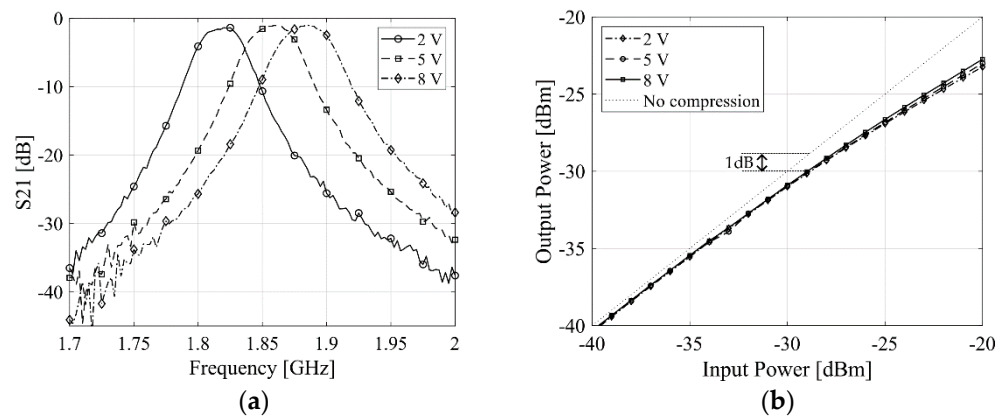 S21 [dB]
0
-10
-20
-30
-40
1.7
1.75
1.8
1.85
1.9
1.95
2
Frequency [GHz]
2 V
5 V
8 V
(a)
Output Power [dBm]
-20
-25
-30
-35
-40
-40
-35
-30
-25
-20
Input Power [dBm]
2 V
5 V
8 V
No compression
1dB
(b)